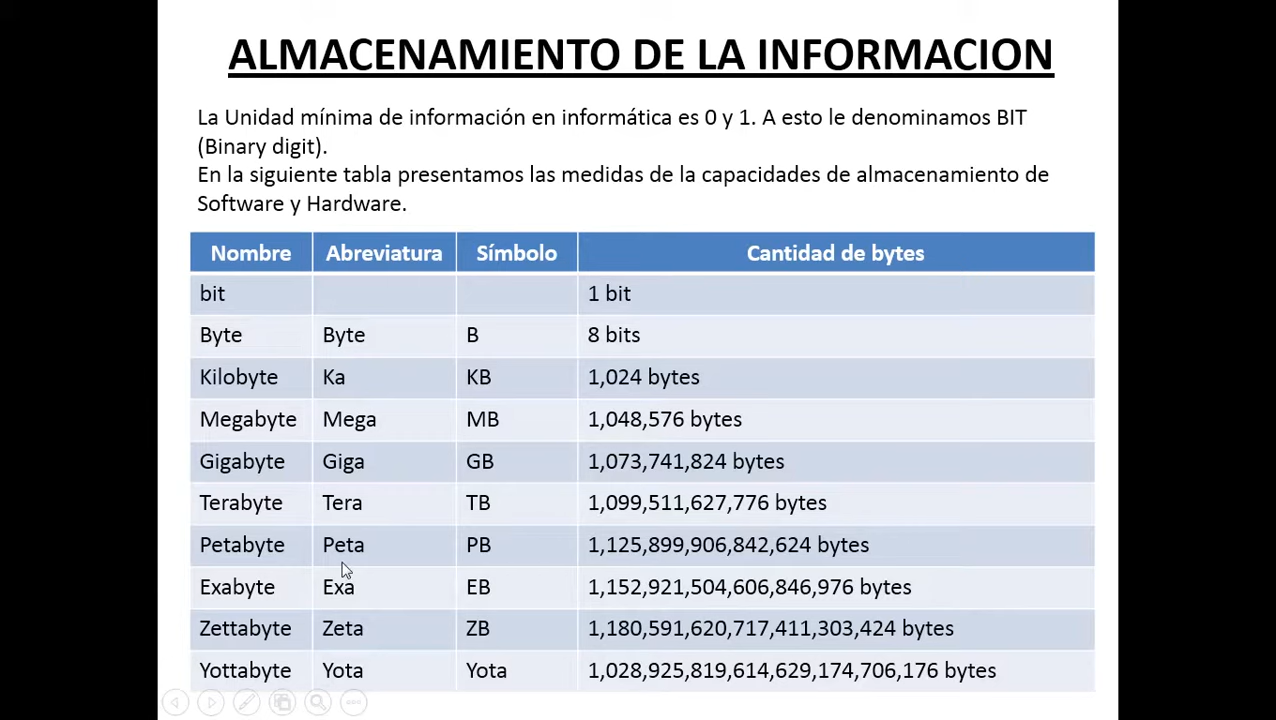 ALMACENAMIENTO DE LA INFORMACION
La Unidad mínima de información en informática es 0 y 1. A esto le denominamos BIT
(Binary digit).
En la siguiente tabla presentamos las medidas de la capacidades de almacenamiento de
Software y Hardware.
Nombre Abreviatura Símbolo Cantidad de bytes
bit 1 bit
Byte Byte B 8 bits
Kilobyte Ka KB 1,024 bytes
Megabyte Mega MB 1,048,576 bytes
Gigabyte Giga GB 1,073,741,824 bytes
Terabyte Tera TB 1,099,511,627,776 bytes
Petabyte Peta PB 1,125,899,906,842,624 bytes
Exabyte Exa EB 1,152,921,504,606,846,976 bytes
Zettabyte Zeta ZB 1,180,591,620,717,411,303,424 bytes
Yottabyte Yota Yota 1,028,925,819,614,629,174,706,176 bytes